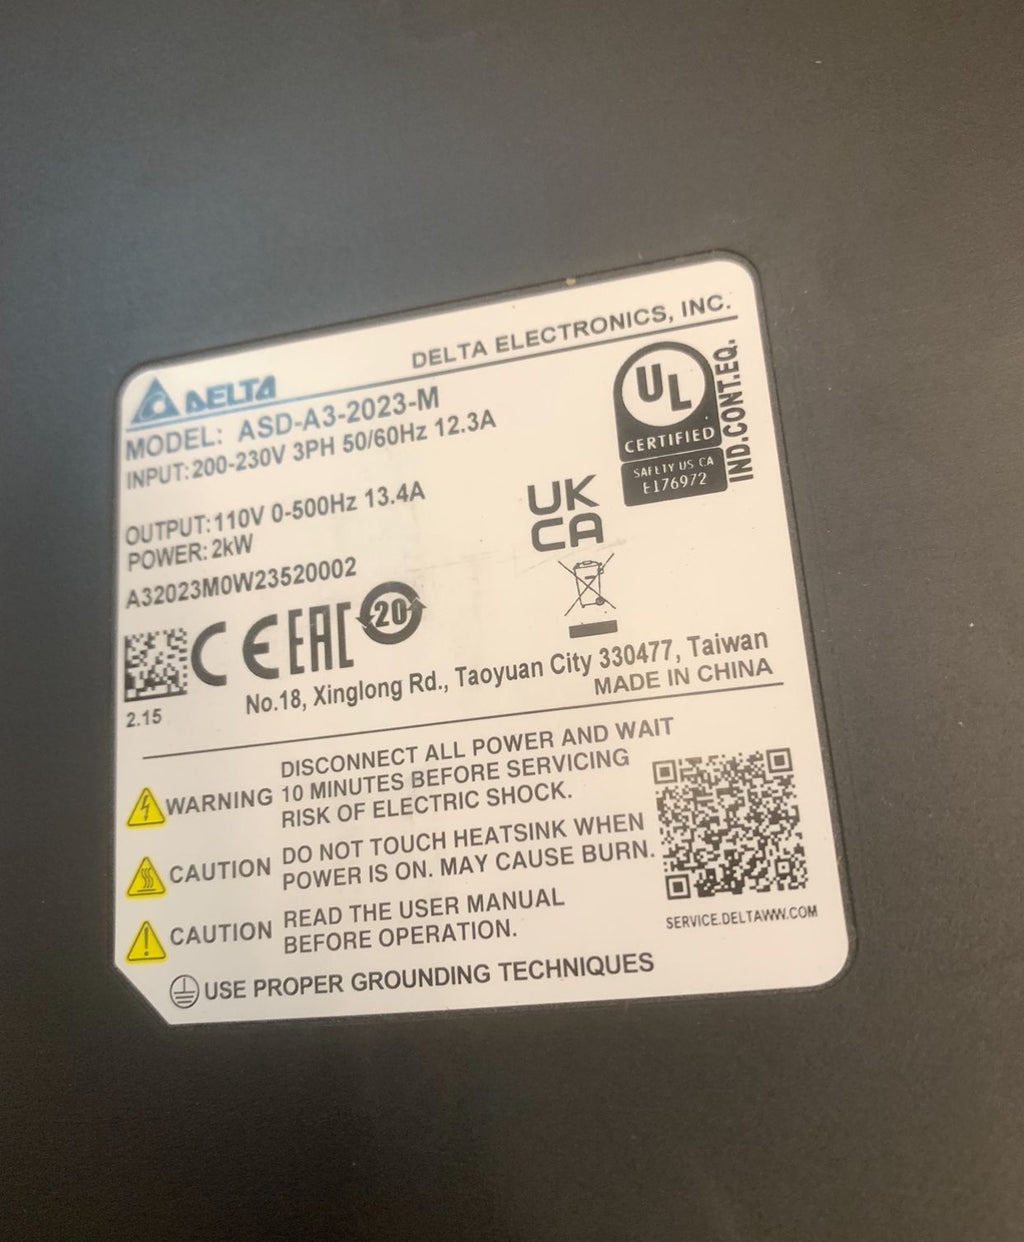 DELTA ELECTRONICS, INC.
DELTA
MODEL: ASD-A3-2023-M
INPUT: 200-230V 3PH 50/60Hz 12.3A
OUTPUT: 110V 0-500Hz 13.4A
POWER: 2kW
A32023M0W23520002
UL
CERTIFIED
SAFETY US CA
E176972
IND.CONT.EQ.
UK
CA
CE EAC 20
2.15
No.18, Xinglong Rd., Taoyuan City 330477, Taiwan
MADE IN CHINA
WARNING
DISCONNECT ALL POWER AND WAIT
10 MINUTES BEFORE SERVICING
RISK OF ELECTRIC SHOCK.
CAUTION
DO NOT TOUCH HEATSINK WHEN
POWER IS ON. MAY CAUSE BURN.
CAUTION
READ THE USER MANUAL
BEFORE OPERATION.
USE PROPER GROUNDING TECHNIQUES
SERVICE.DELTAWW.COM